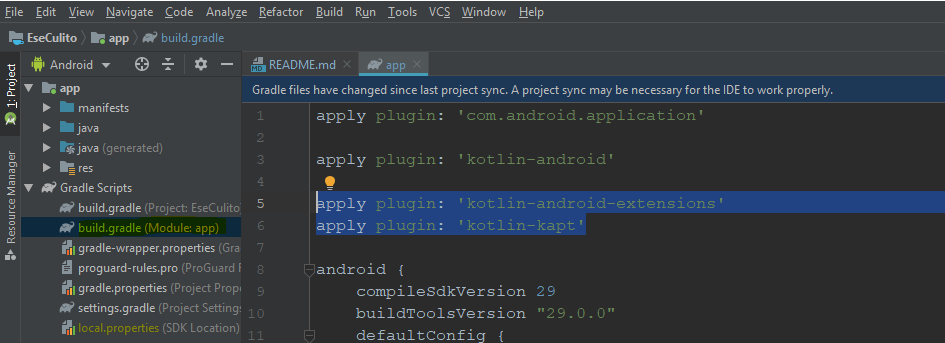 File Edit View Navigate Code Analyze Refactor Build Run Tools VCS Window Help
EseCulito app build.gradle
1: Project
Resource Manager
Android
app
manifests
java
java (generated)
res
Gradle Scripts
build.gradle (Project: EseCulito
build.gradle (Module: app)
gradle-wrapper.properties (Gra
proguard-rules.pro (ProGuard R
gradle.properties (Project Prope
settings.gradle (Project Settings
local.properties (SDK Location)
README.md app
Gradle files have changed since last project sync. A project sync may be necessary for the IDE to work properly.
1 apply plugin: 'com.android.application'
2
3 apply plugin: 'kotlin-android'
4
5 apply plugin: 'kotlin-android-extensions'
6 apply plugin: 'kotlin-kapt'
7
8 android {
9 compileSdkVersion 29
10 buildToolsVersion "29.0.0"
11 defaultConfig {